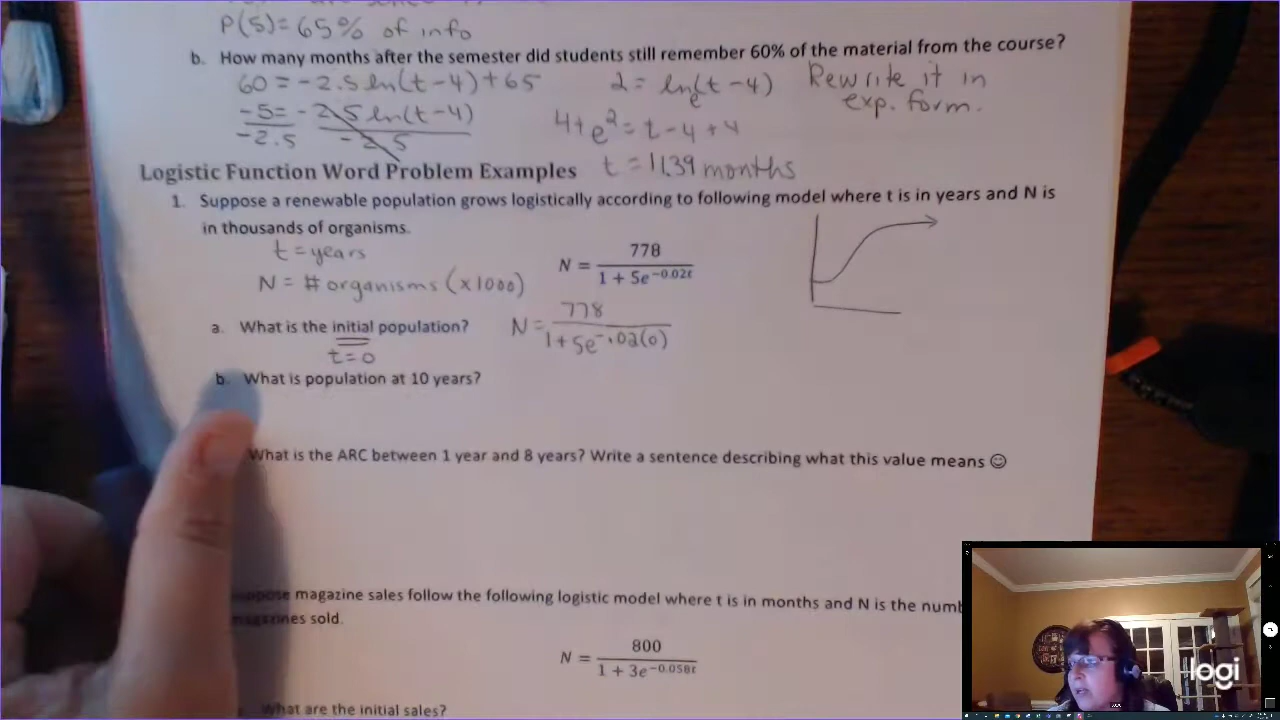 P(5)=65% of info
b. How many months after the semester did students still remember 60% of the material from the course?
60 = -2.5 ln(t-4)+65
2 = ln(t-4)
e
Rewrite it in
exp. form.
-5 = -2.5 ln(t-4)
-2.5 -2.5
4+e² = t-4+4
t = 11.39 months
Logistic Function Word Problem Examples
1. Suppose a renewable population grows logistically according to following model where t is in years and N is
in thousands of organisms.
t = years
N = # organisms (x1000)
N = 778
1 + 5e^-0.02t
a. What is the initial population?
t=0
N = 778
1+5e^-.02(0)
b. What is population at 10 years?
What is the ARC between 1 year and 8 years? Write a sentence describing what this value means ☺
magazine sales follow the following logistic model where t is in months and N is the
sold.
N = 800
1 + 3e^-0.058t
What are the initial sales?
logi